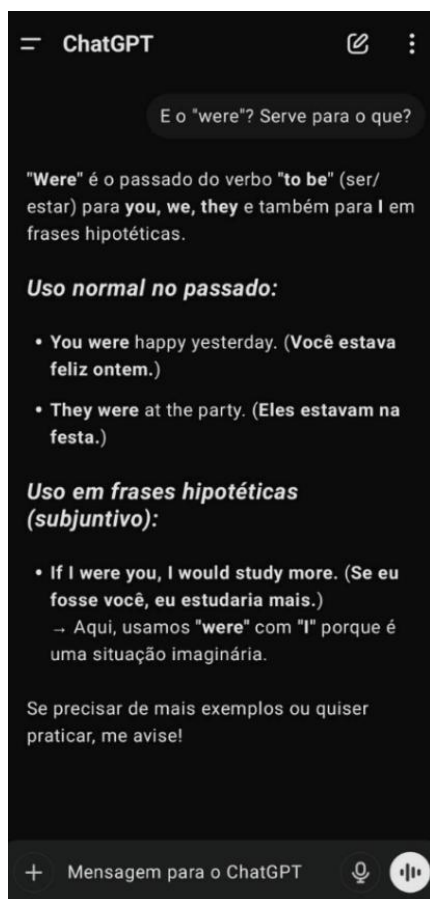 ChatGPT
E o "were"? Serve para o que?
"Were" é o passado do verbo "to be" (ser/
estar) para you, we, they e também para I em
frases hipotéticas.
Uso normal no passado:
• You were happy yesterday. (Você estava
feliz ontem.)
• They were at the party. (Eles estavam na
festa.)
Uso em frases hipotéticas
(subjuntivo):
• If I were you, I would study more. (Se eu
fosse você, eu estudaria mais.)
→ Aqui, usamos "were" com "I" porque é
uma situação imaginária.
Se precisar de mais exemplos ou quiser
praticar, me avise!
Mensagem para o ChatGPT